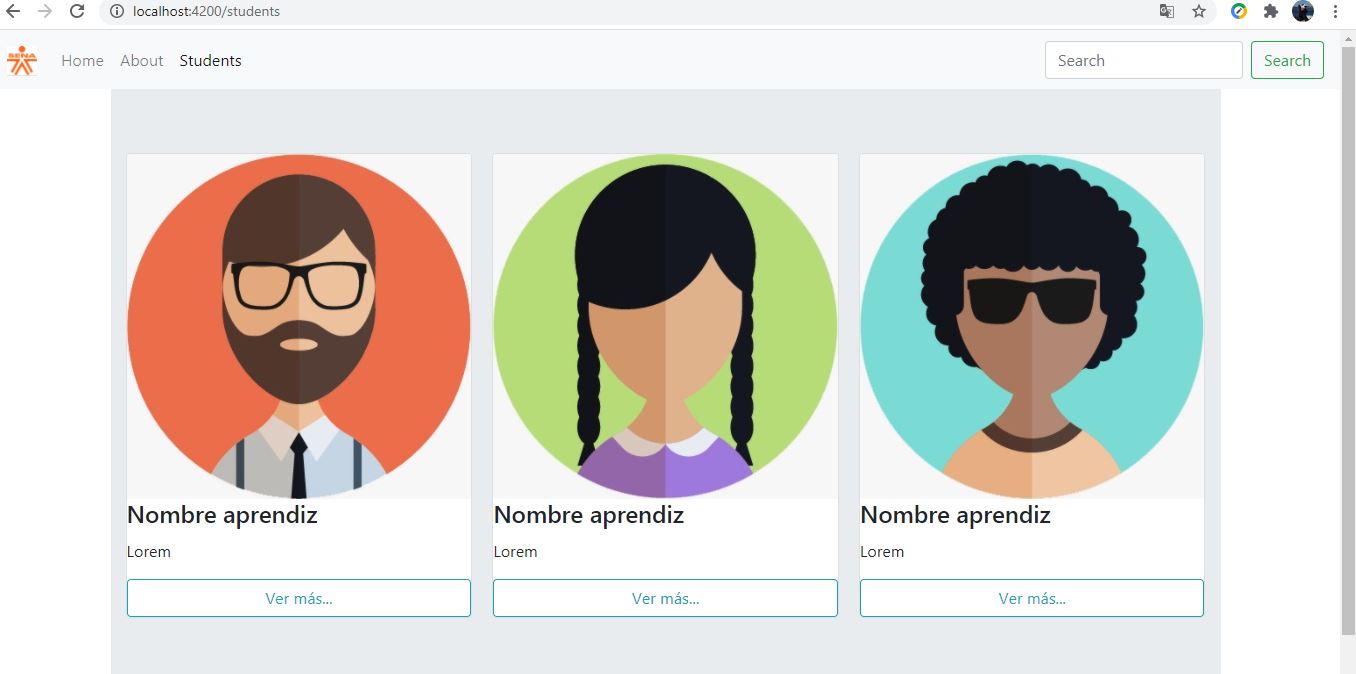 localhost:4200/students
SENA
Home About Students
Search Search
Nombre aprendiz Nombre aprendiz Nombre aprendiz
Lorem Lorem Lorem
Ver más... Ver más... Ver más...